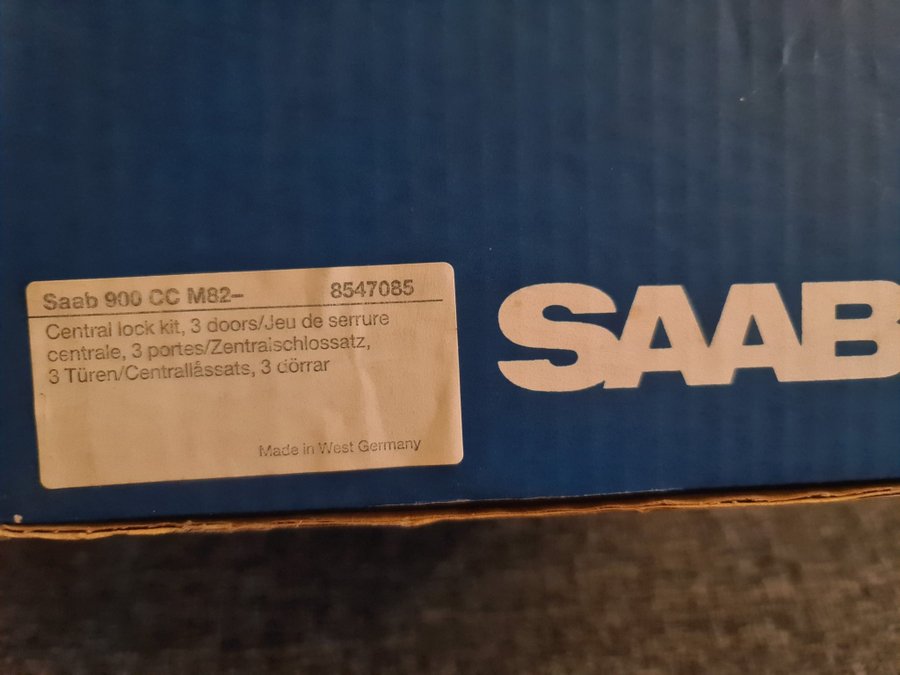 Saab 900 CC M82– 8547085
Central lock kit, 3 doors/Jeu de serrure
centrale, 3 portes/Zentralschlossatz,
3 Türen/Centrallåssats, 3 dörrar
Made in West Germany
SAAB